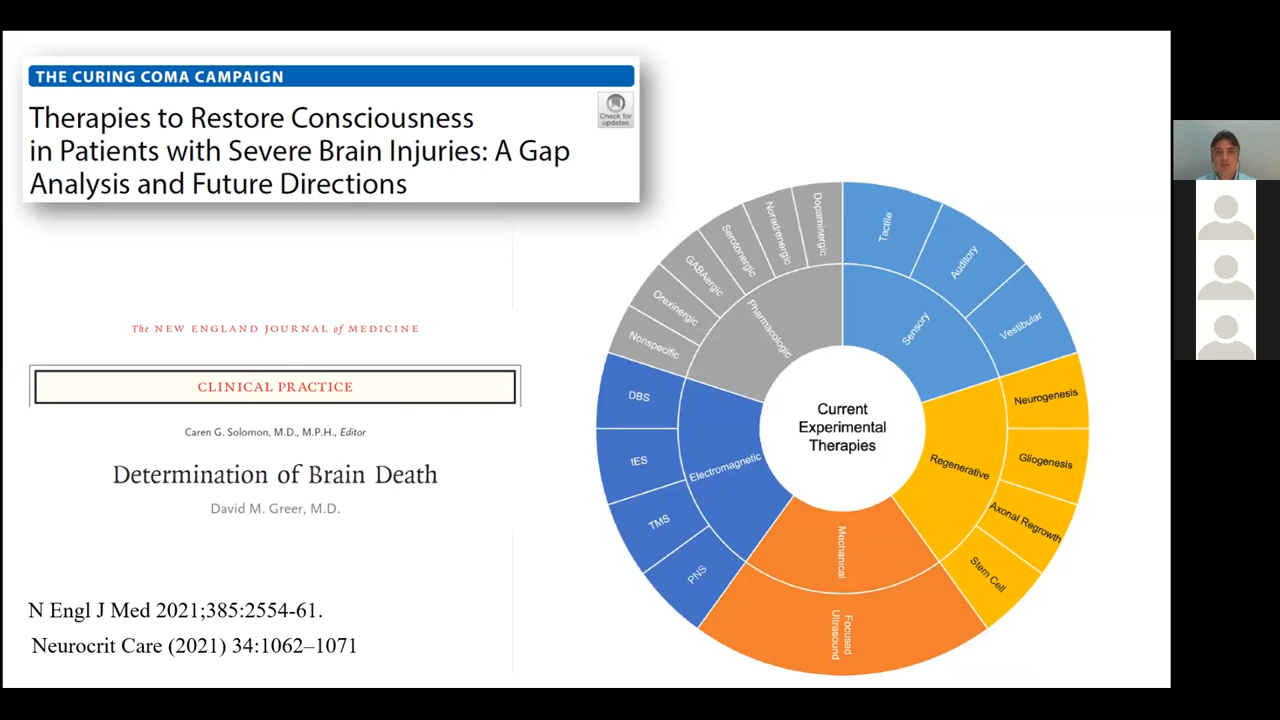 THE CURING COMA CAMPAIGN
Therapies to Restore Consciousness
in Patients with Severe Brain Injuries: A Gap
Analysis and Future Directions
Check for
updates
The NEW ENGLAND JOURNAL of MEDICINE
CLINICAL PRACTICE
Caren G. Solomon, M.D., M.P.H., Editor
Determination of Brain Death
David M. Greer, M.D.
N Engl J Med 2021;385:2554-61.
Neurocrit Care (2021) 34:1062–1071
Current
Experimental
Therapies
Sensory
Tactile
Auditory
Vestibular
Regenerative
Neurogenesis
Gliogenesis
Axonal Regrowth
Stem Cell
Mechanical
Focused
Ultrasound
Electromagnetic
PNS
TMS
tES
DBS
Pharmacologic
Nonspecific
Orexinergic
GABAergic
Serotonergic
Noradrenergic
Dopaminergic